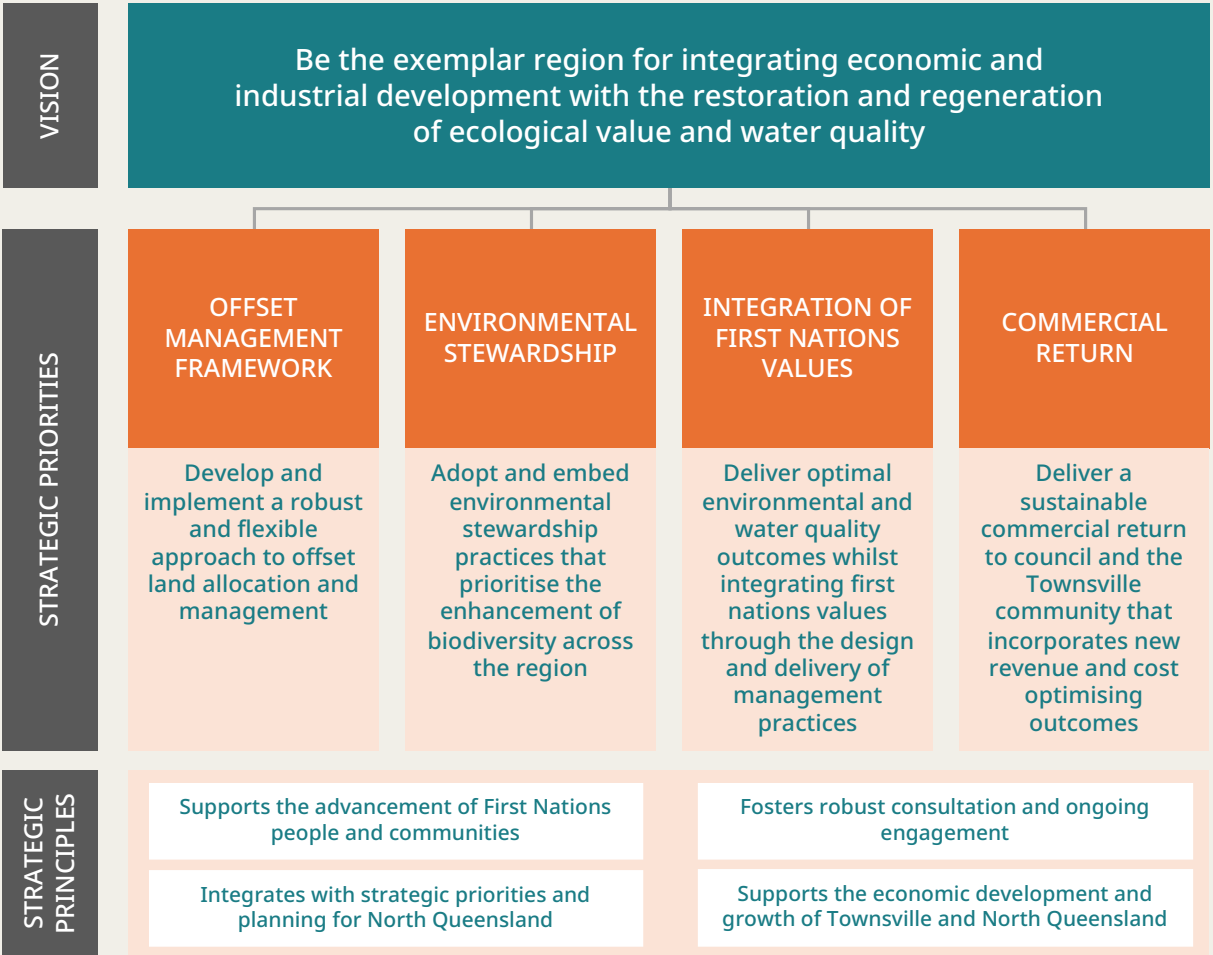 VISION
Be the exemplar region for integrating economic and
industrial development with the restoration and regeneration
of ecological value and water quality
STRATEGIC PRIORITIES
OFFSET
MANAGEMENT
FRAMEWORK
Develop and
implement a robust
and flexible
approach to offset
land allocation and
management
ENVIRONMENTAL
STEWARDSHIP
Adopt and embed
environmental
stewardship
practices that
prioritise the
enhancement of
biodiversity across
the region
INTEGRATION OF
FIRST NATIONS
VALUES
Deliver optimal
environmental and
water quality
outcomes whilst
integrating first
nations values
through the design
and delivery of
management
practices
COMMERCIAL
RETURN
Deliver a
sustainable
commercial return
to council and the
Townsville
community that
incorporates new
revenue and cost
optimising
outcomes
STRATEGIC
PRINCIPLES
Supports the advancement of First Nations
people and communities
Fosters robust consultation and ongoing
engagement
Integrates with strategic priorities and
planning for North Queensland
Supports the economic development and
growth of Townsville and North Queensland